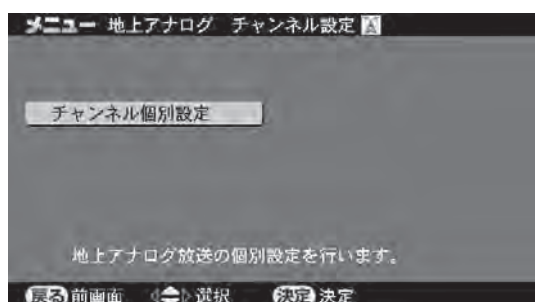 メニュー 地上アナログ チャンネル設定 A
チャンネル個別設定
地上アナログ放送の個別設定を行います。
戻る 前画面 選択 決定 決定